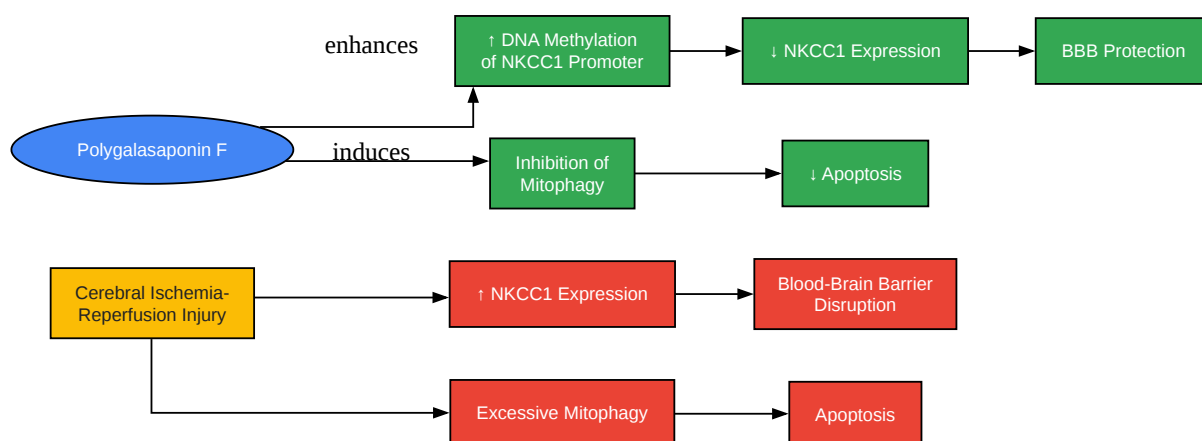 enhances
↑ DNA Methylation
of NKCC1 Promoter
↓ NKCC1 Expression
BBB Protection
Polygalasaponin F
induces
Inhibition of
Mitophagy
↓ Apoptosis
Cerebral Ischemia-
Reperfusion Injury
↑ NKCC1 Expression
Blood-Brain Barrier
Disruption
Excessive Mitophagy
Apoptosis